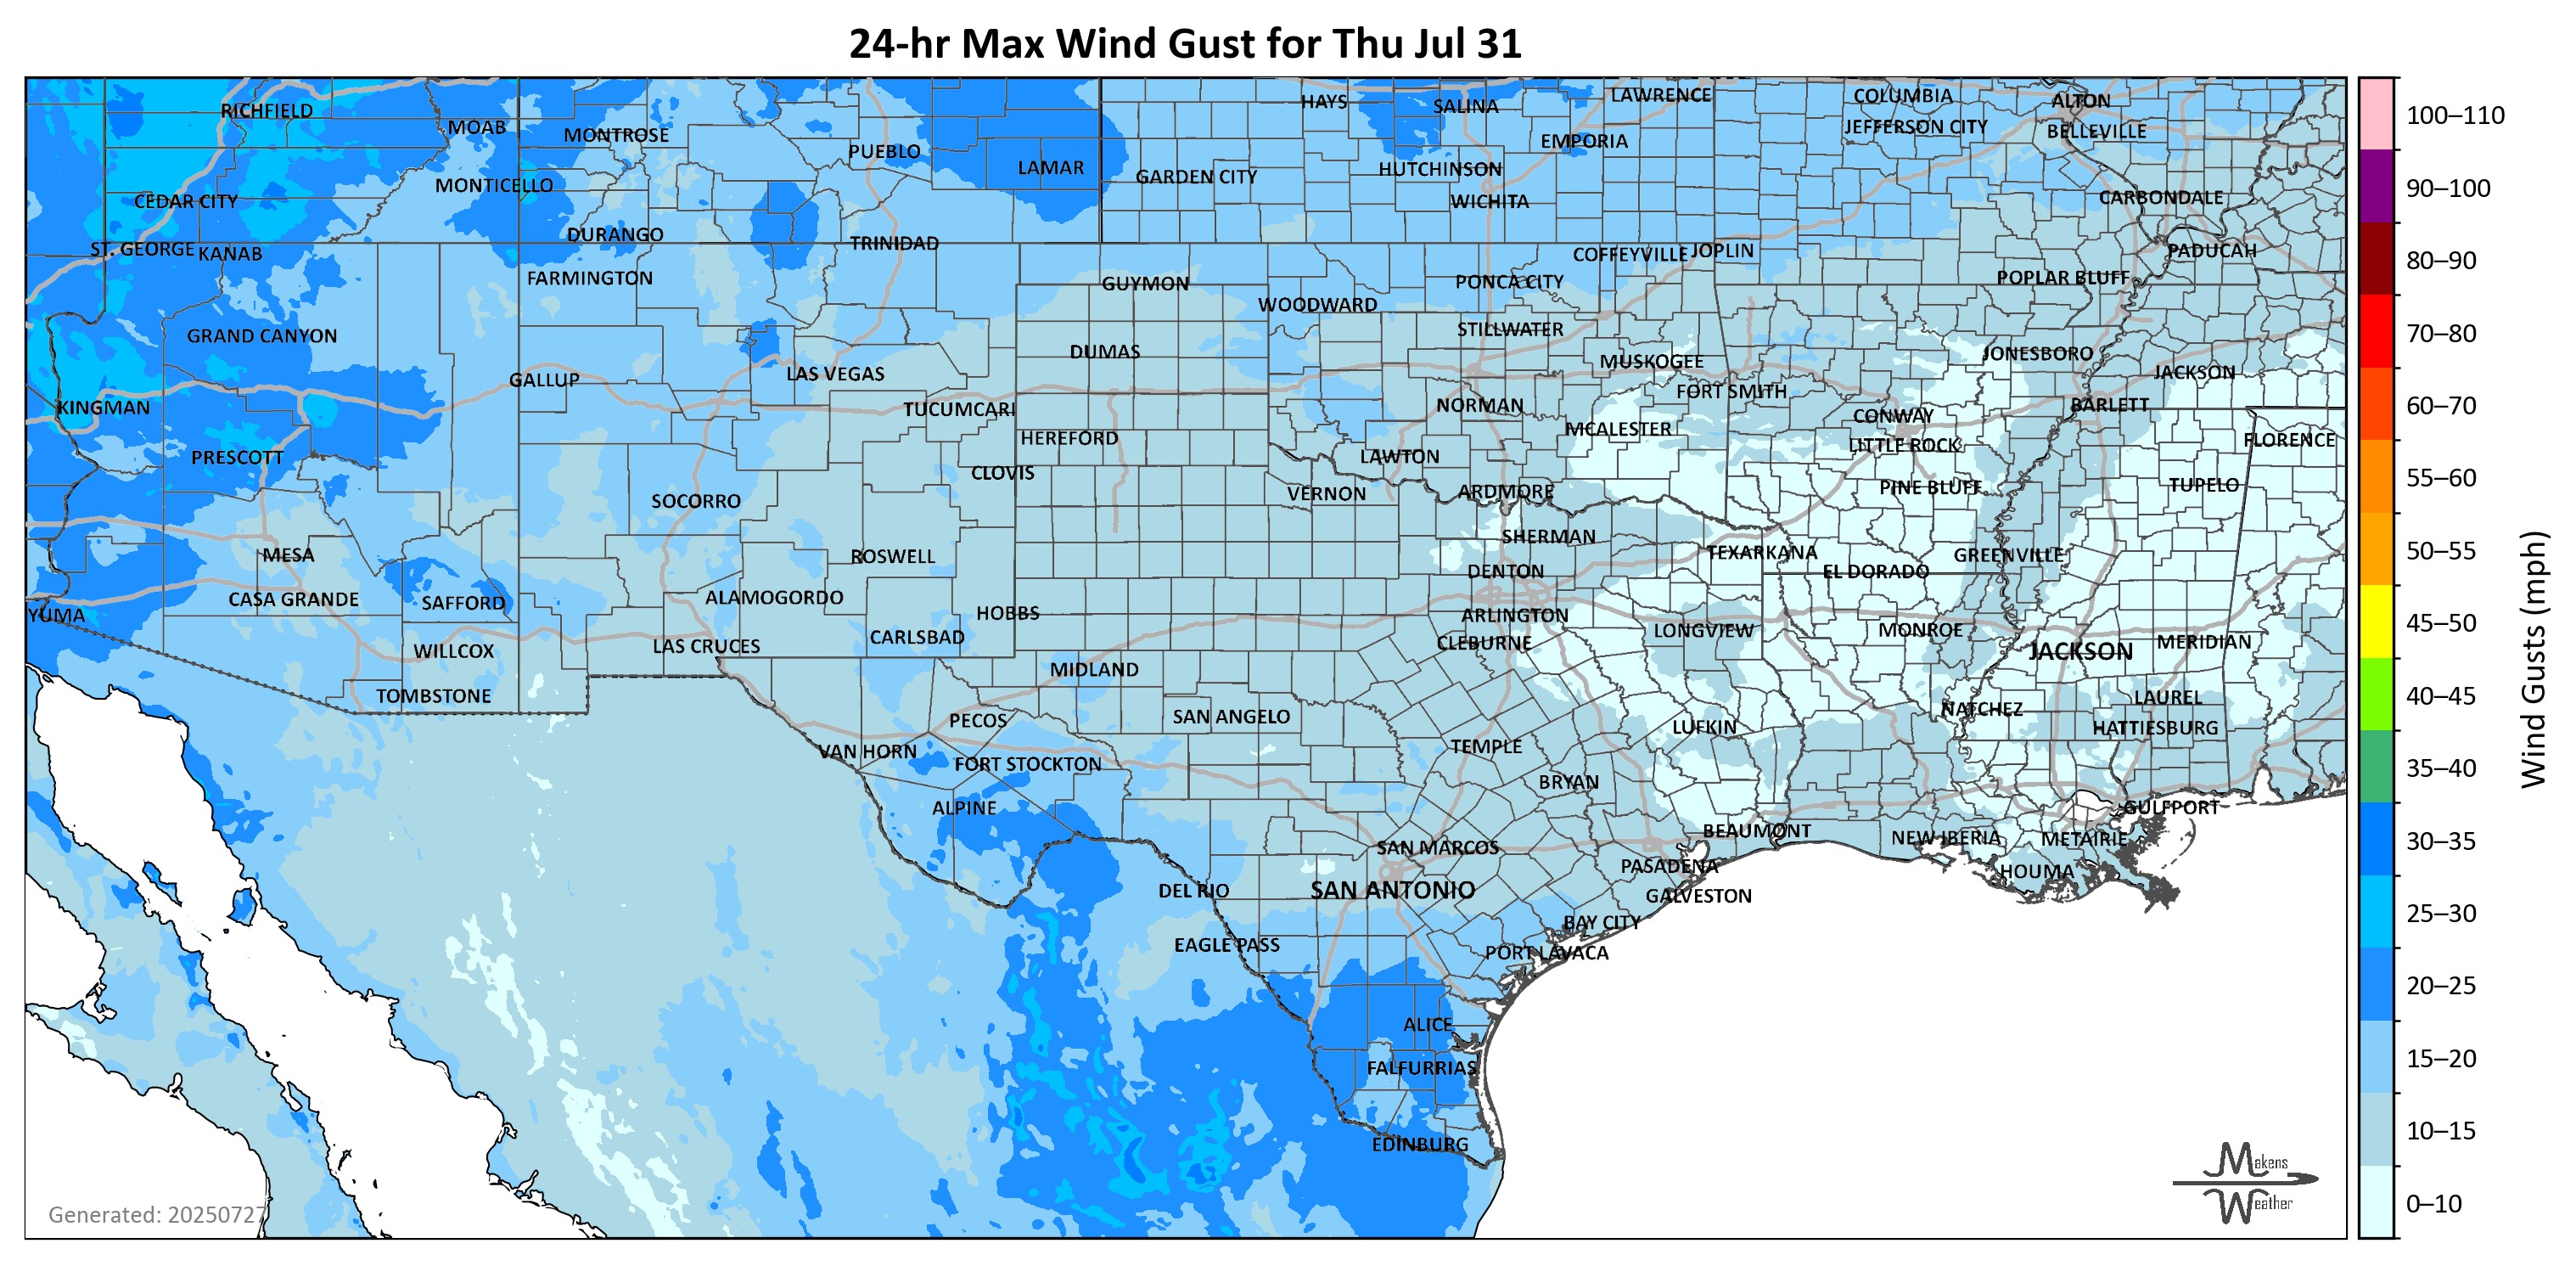 24-hr Max Wind Gust for Thu Jul 31
RICHFIELD
MOAB
MONTROSE
PUEBLO
LAMAR
HAYS
SALINA
LAWRENCE
COLUMBIA
ALTON
EMPORIA
JEFFERSON CITY
BELLEVILLE
MONTICELLO
GARDEN CITY
HUTCHINSON
CEDAR CITY
WICHITA
CARBONDALE
DURANGO
TRINIDAD
ST. GEORGE
KANAB
COFFEYVILLE
JOPLIN
PADUCAH
FARMINGTON
GUYMON
PONCA CITY
POPLAR BLUFF
WOODWARD
GRAND CANYON
STILLWATER
DUMAS
MUSKOGEE
JONESBORO
GALLUP
LAS VEGAS
FORT SMITH
JACKSON
KINGMAN
TUCUMCARI
NORMAN
CONWAY
BARLETT
HEREFORD
MCALESTER
LITTLE ROCK
FLORENCE
PRESCOTT
CLOVIS
LAWTON
SOCORRO
VERNON
ARDMORE
PINE BLUFF
TUPELO
MESA
ROSWELL
SHERMAN
TEXARKANA
GREENVILLE
DENTON
EL DORADO
CASA GRANDE
SAFFORD
ALAMOGORDO
HOBBS
ARLINGTON
YUMA
CARLSBAD
CLEBURNE
LONGVIEW
MONROE
WILLCOX
LAS CRUCES
JACKSON
MERIDIAN
MIDLAND
TOMBSTONE
PECOS
SAN ANGELO
LUFKIN
NATCHEZ
LAUREL
HATTIESBURG
VAN HORN
FORT STOCKTON
TEMPLE
BRYAN
ALPINE
GULFPORT
SAN MARCOS
BEAUMONT
NEW IBERIA
METAIRIE
DEL RIO
SAN ANTONIO
PASADENA
HOUMA
GALVESTON
EAGLE PASS
BAY CITY
PORT LAVACA
ALICE
FALFURRIAS
EDINBURG
Generated: 20250727
Makens
Weather
100–110
90–100
80–90
70–80
60–70
55–60
50–55
45–50
40–45
35–40
30–35
25–30
20–25
15–20
10–15
0–10
Wind Gusts (mph)